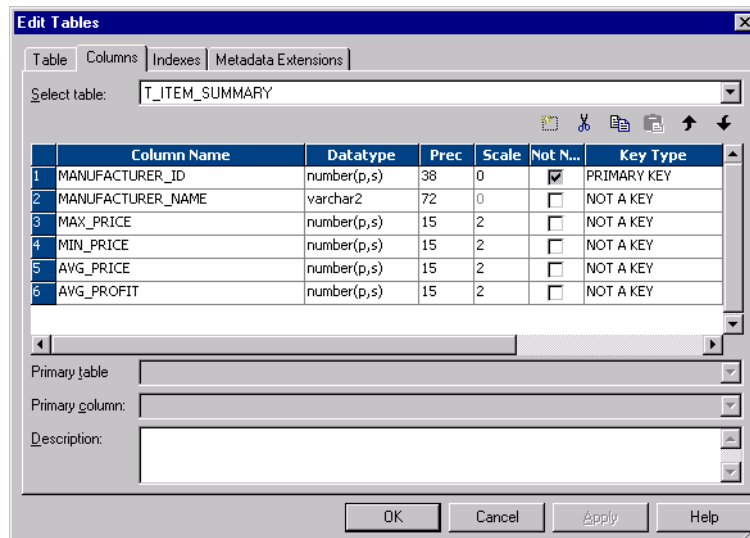 Edit Tables
Table Columns Indexes Metadata Extensions
Select table: T_ITEM_SUMMARY
Column Name Datatype Prec Scale Not N... Key Type
1 MANUFACTURER_ID number(p,s) 38 0 PRIMARY KEY
2 MANUFACTURER_NAME varchar2 72 0 NOT A KEY
3 MAX_PRICE number(p,s) 15 2 NOT A KEY
4 MIN_PRICE number(p,s) 15 2 NOT A KEY
5 AVG_PRICE number(p,s) 15 2 NOT A KEY
6 AVG_PROFIT number(p,s) 15 2 NOT A KEY
Primary table
Primary column:
Description:
OK Cancel Apply Help